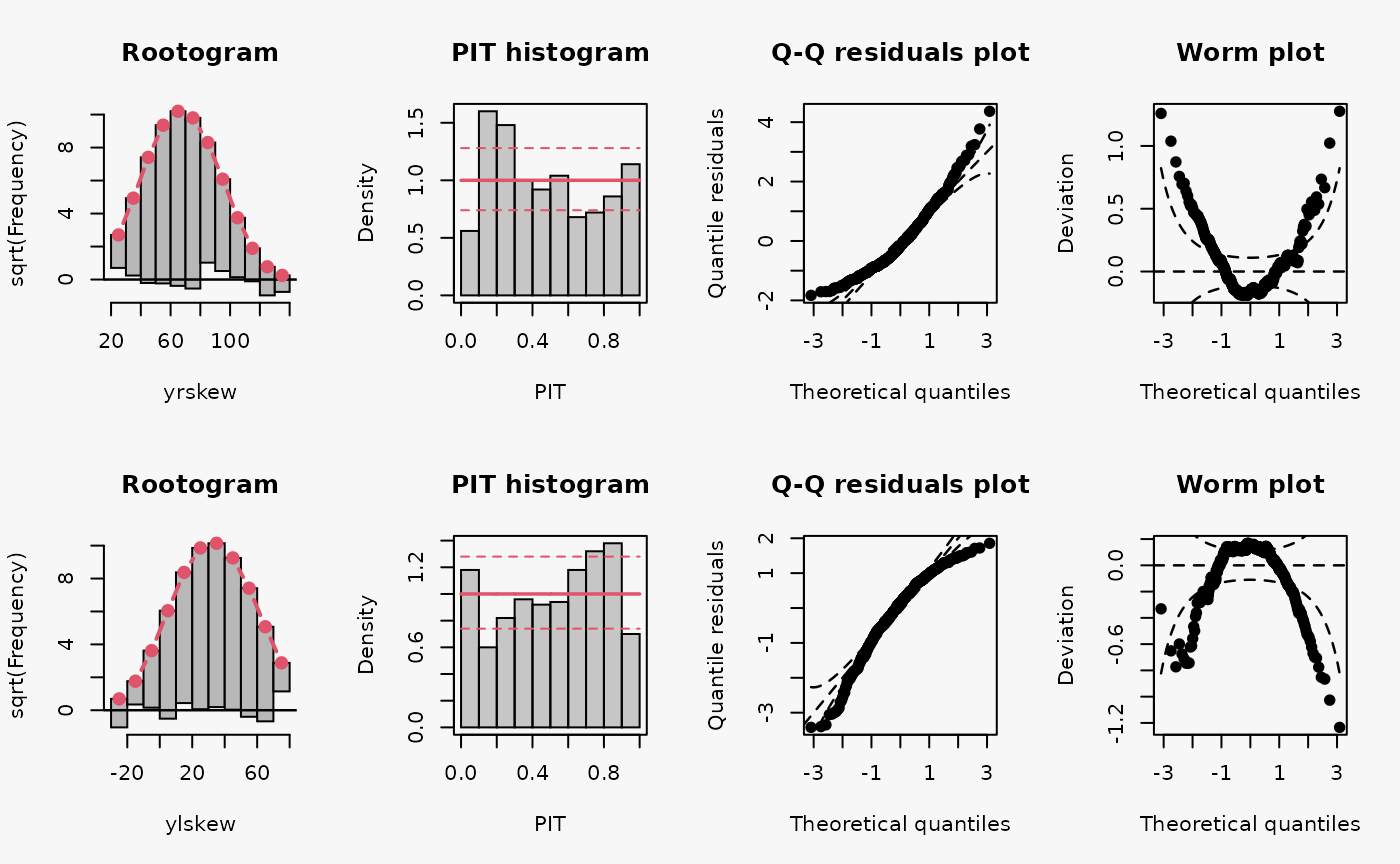 Rootogram
sqrt(Frequency)
0 4 8
20 60 100
yrskew
PIT histogram
Density
0.0 0.5 1.0 1.5
0.0 0.4 0.8
PIT
Q-Q residuals plot
Quantile residuals
-2 0 2 4
-3 -1 1 3
Theoretical quantiles
Worm plot
Deviation
0.0 0.5 1.0
-3 -1 1 3
Theoretical quantiles
Rootogram
sqrt(Frequency)
0 4 8
-20 20 60
ylskew
PIT histogram
Density
0.0 0.6 1.2
0.0 0.4 0.8
PIT
Q-Q residuals plot
Quantile residuals
-3 -1 1 2
-3 -1 1 3
Theoretical quantiles
Worm plot
Deviation
-1.2 -0.6 0.0
-3 -1 1 3
Theoretical quantiles